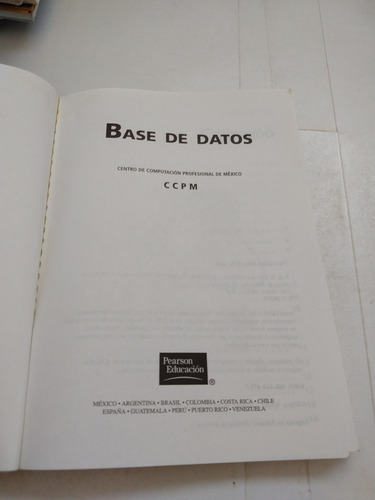 BASE DE DATOS
CENTRO DE COMPUTACIÓN PROFESIONAL DE MÉXICO
CCPM
Pearson
Educación
®
MÉXICO • ARGENTINA • BRASIL • COLOMBIA • COSTA RICA • CHILE
ESPAÑA • GUATEMALA • PERÚ • PUERTO RICO • VENEZUELA